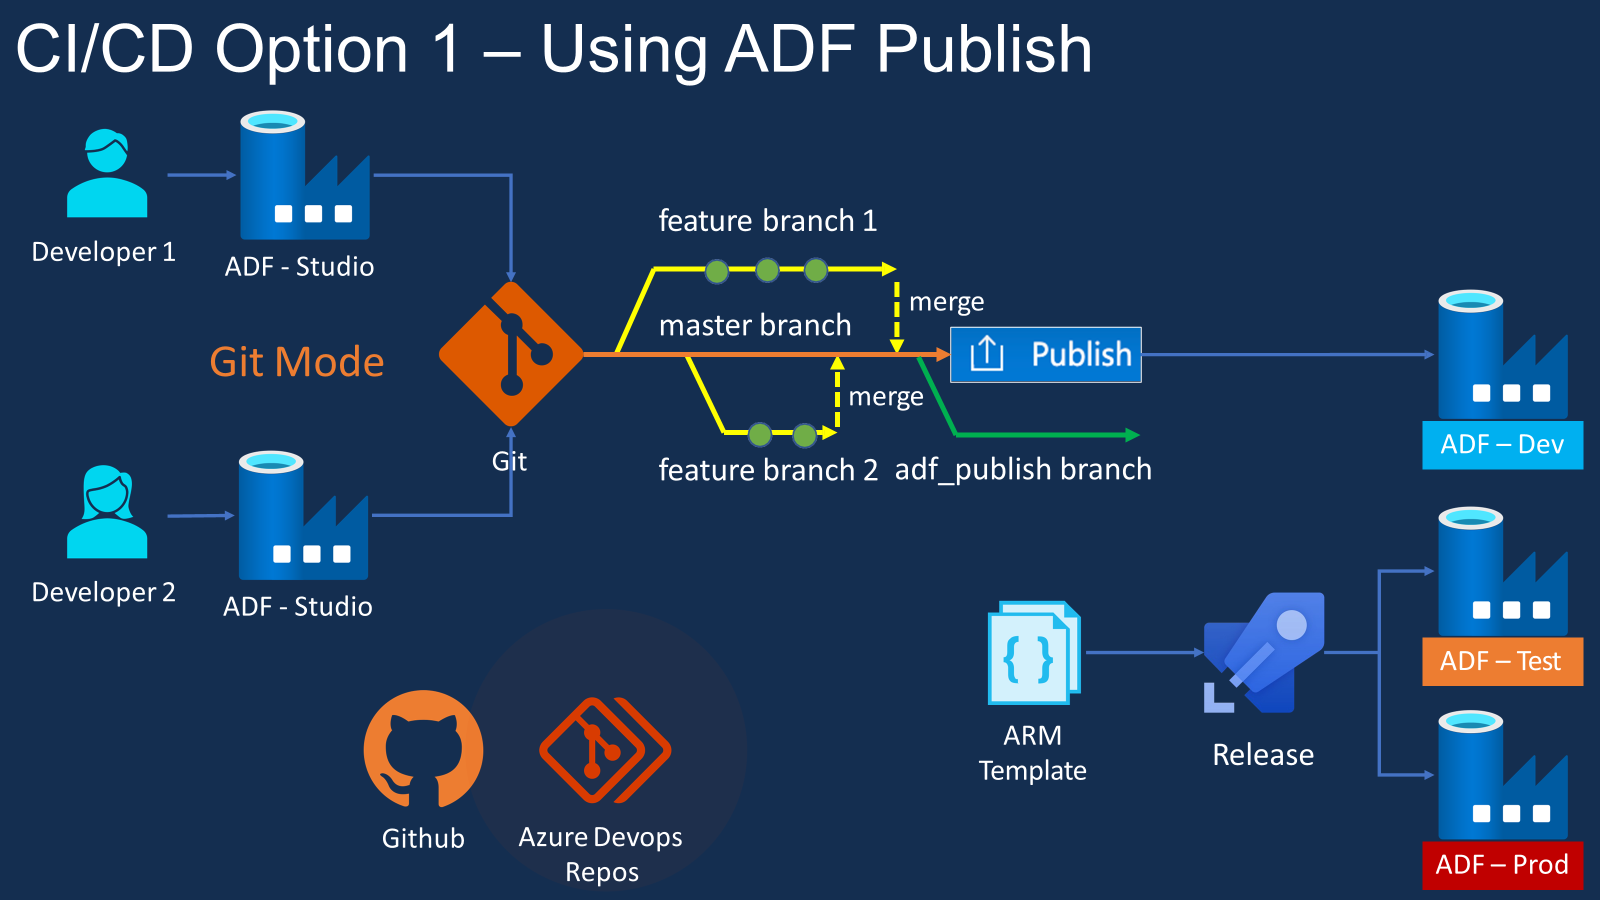 CI/CD Option 1 – Using ADF Publish
Developer 1
ADF - Studio
feature branch 1
merge
master branch
Publish
Git Mode
merge
Git
feature branch 2
adf_publish branch
ADF – Dev
Developer 2
ADF - Studio
{ }
ARM
Template
Release
ADF – Test
Github
Azure Devops
Repos
ADF – Prod